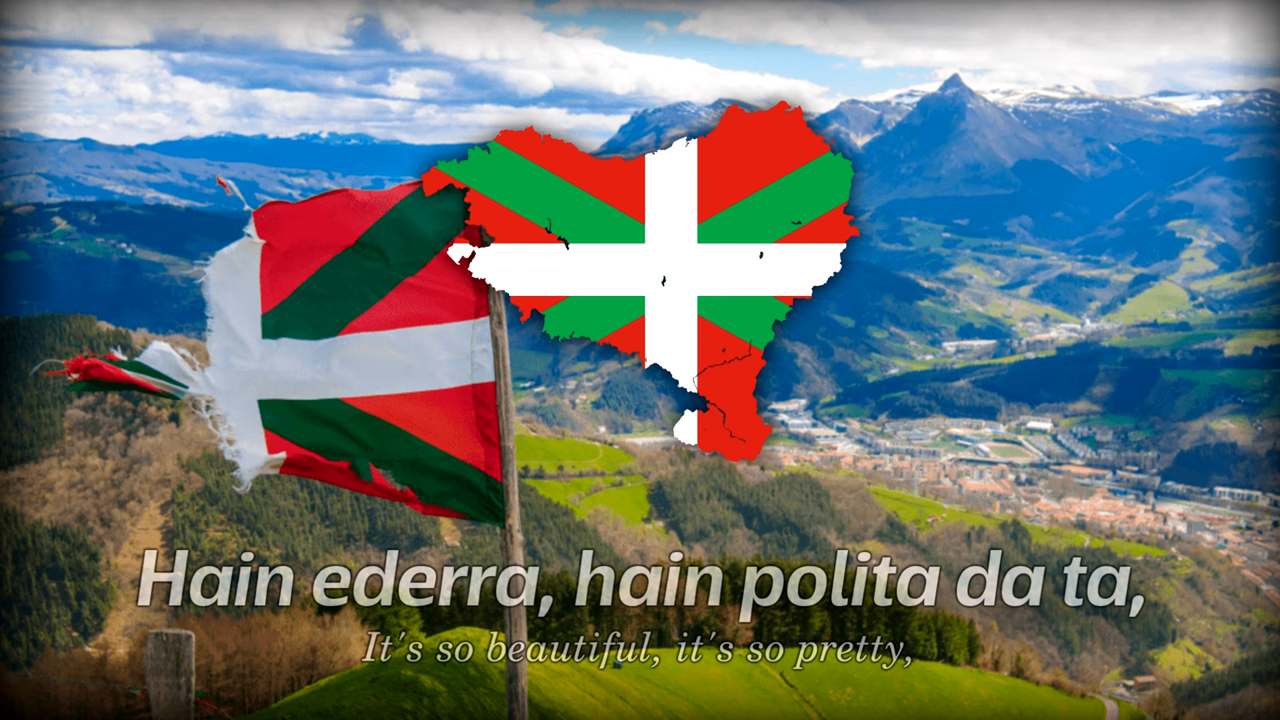 Hain ederra, hain polita da ta,
It's so beautiful, it's so pretty,